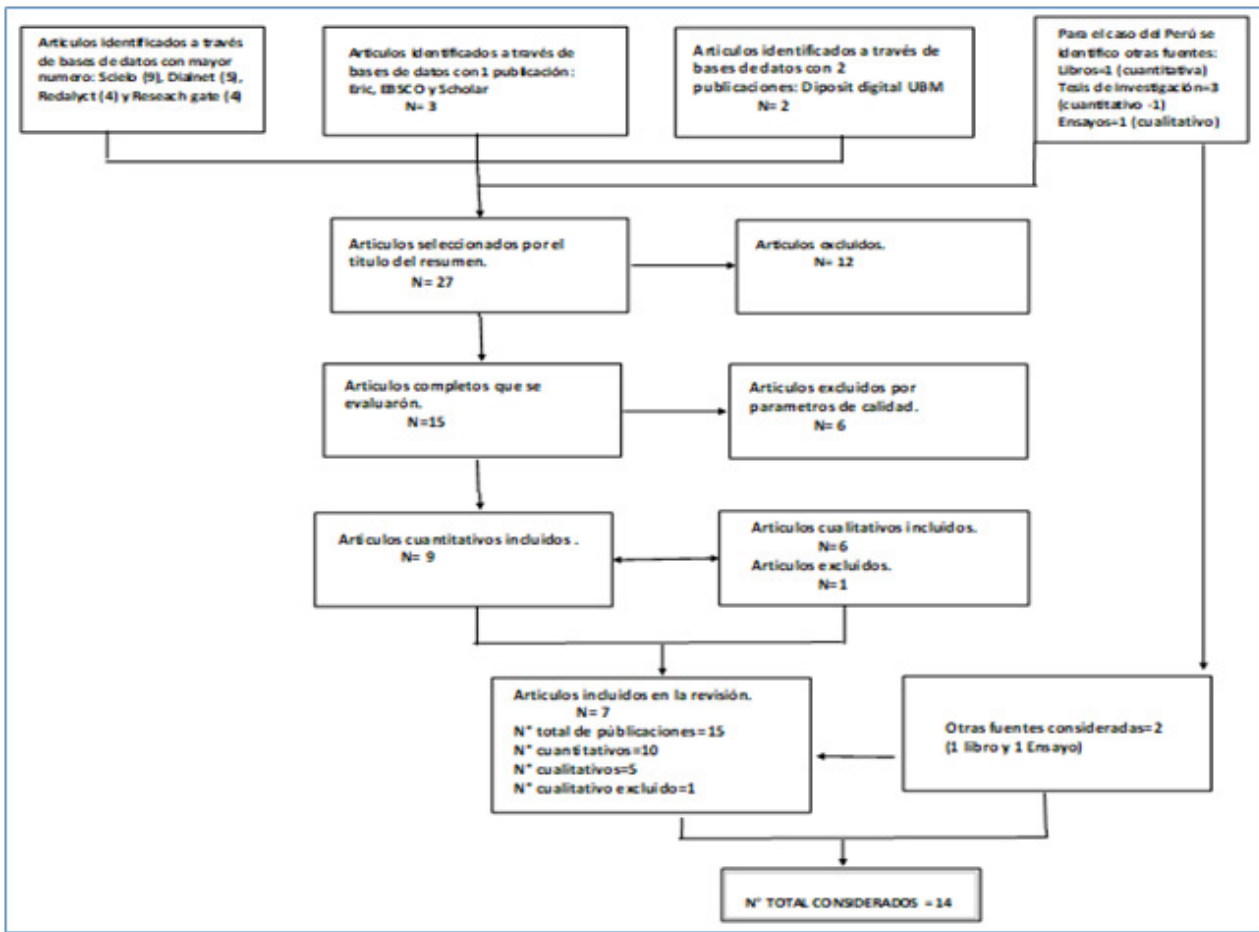 Articulos identificados a través
de bases de datos con mayor
numero: Scielo (9), Dialnet (5),
Redalyct (4) y Reseach gate (4)
Articulos identificados a través de
bases de datos con 1 publicación:
Eric, EBSCO y Scholar
N= 3
Articulos identificados a través de
bases de datos con 2
publicaciones: Diposit digital UBM
N= 2
Para el caso del Perú se
identifico otras fuentes:
Libros=1 (cuantitativa)
Tesis de investigación=3
(cuantitativo -1)
Ensayos=1 (cualitativo)
Articulos seleccionados por el
titulo del resumen.
N= 27
Articulos excluidos.
N= 12
Articulos completos que se
evaluarón.
N=15
Articulos excluidos por
parametros de calidad.
N= 6
Articulos cuantitativos incluidos .
N= 9
Articulos cualitativos incluidos.
N=6
Articulos excluidos.
N=1
Articulos incluidos en la revisión.
N= 7
N° total de públicaciones=15
N° cuantitativos=10
N° cualitativos=5
N° cualitativo excluido=1
Otras fuentes consideradas=2
(1 libro y 1 Ensayo)
N° TOTAL CONSIDERADOS = 14